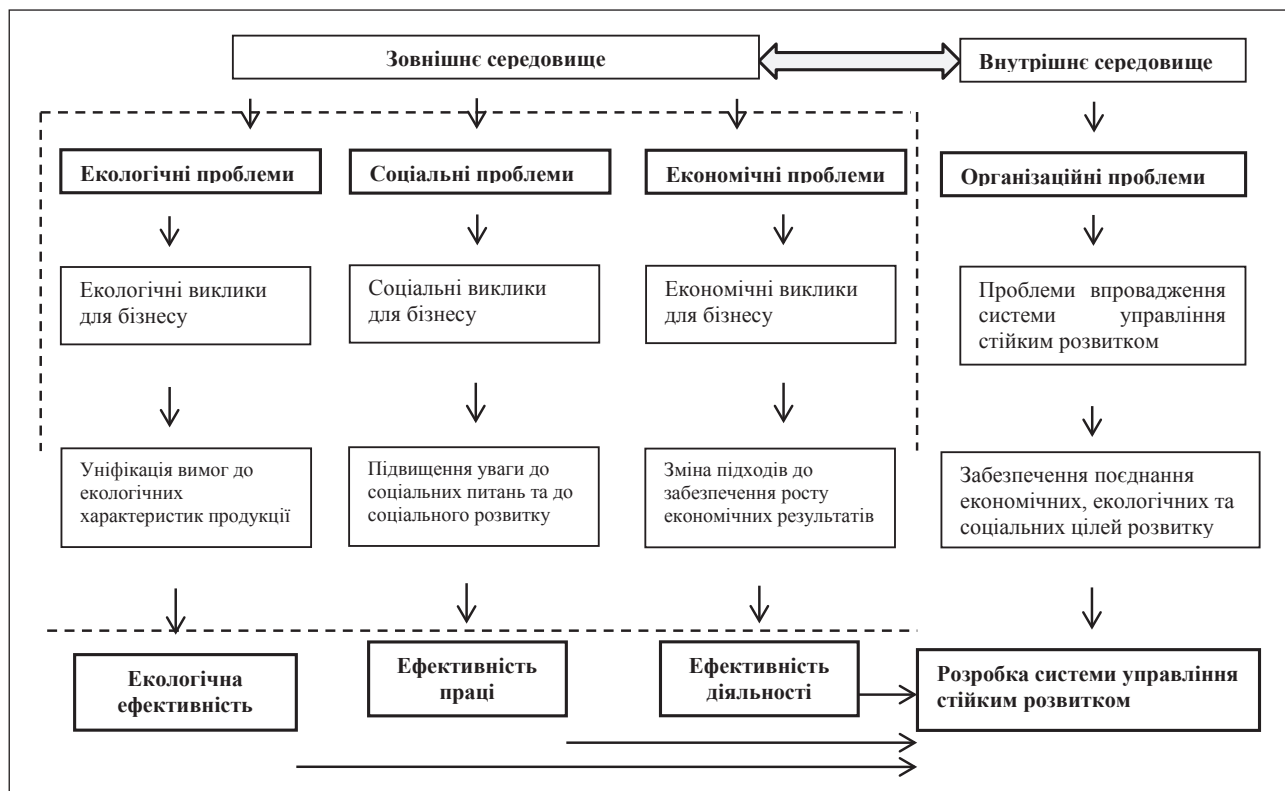 Зовнішнє середовище
Внутрішнє середовище
Екологічні проблеми
Соціальні проблеми
Економічні проблеми
Організаційні проблеми
Екологічні виклики
для бізнесу
Соціальні виклики
для бізнесу
Економічні виклики
для бізнесу
Проблеми впровадження
системи управління
стійким розвитком
Уніфікація вимог до
екологічних
характеристик продукції
Підвищення уваги до
соціальних питань та до
соціального розвитку
Зміна підходів до
забезпечення росту
економічних результатів
Забезпечення поєднання
економічних, екологічних та
соціальних цілей розвитку
Екологічна
ефективність
Ефективність
праці
Ефективність
діяльності
Розробка системи управління
стійким розвитком